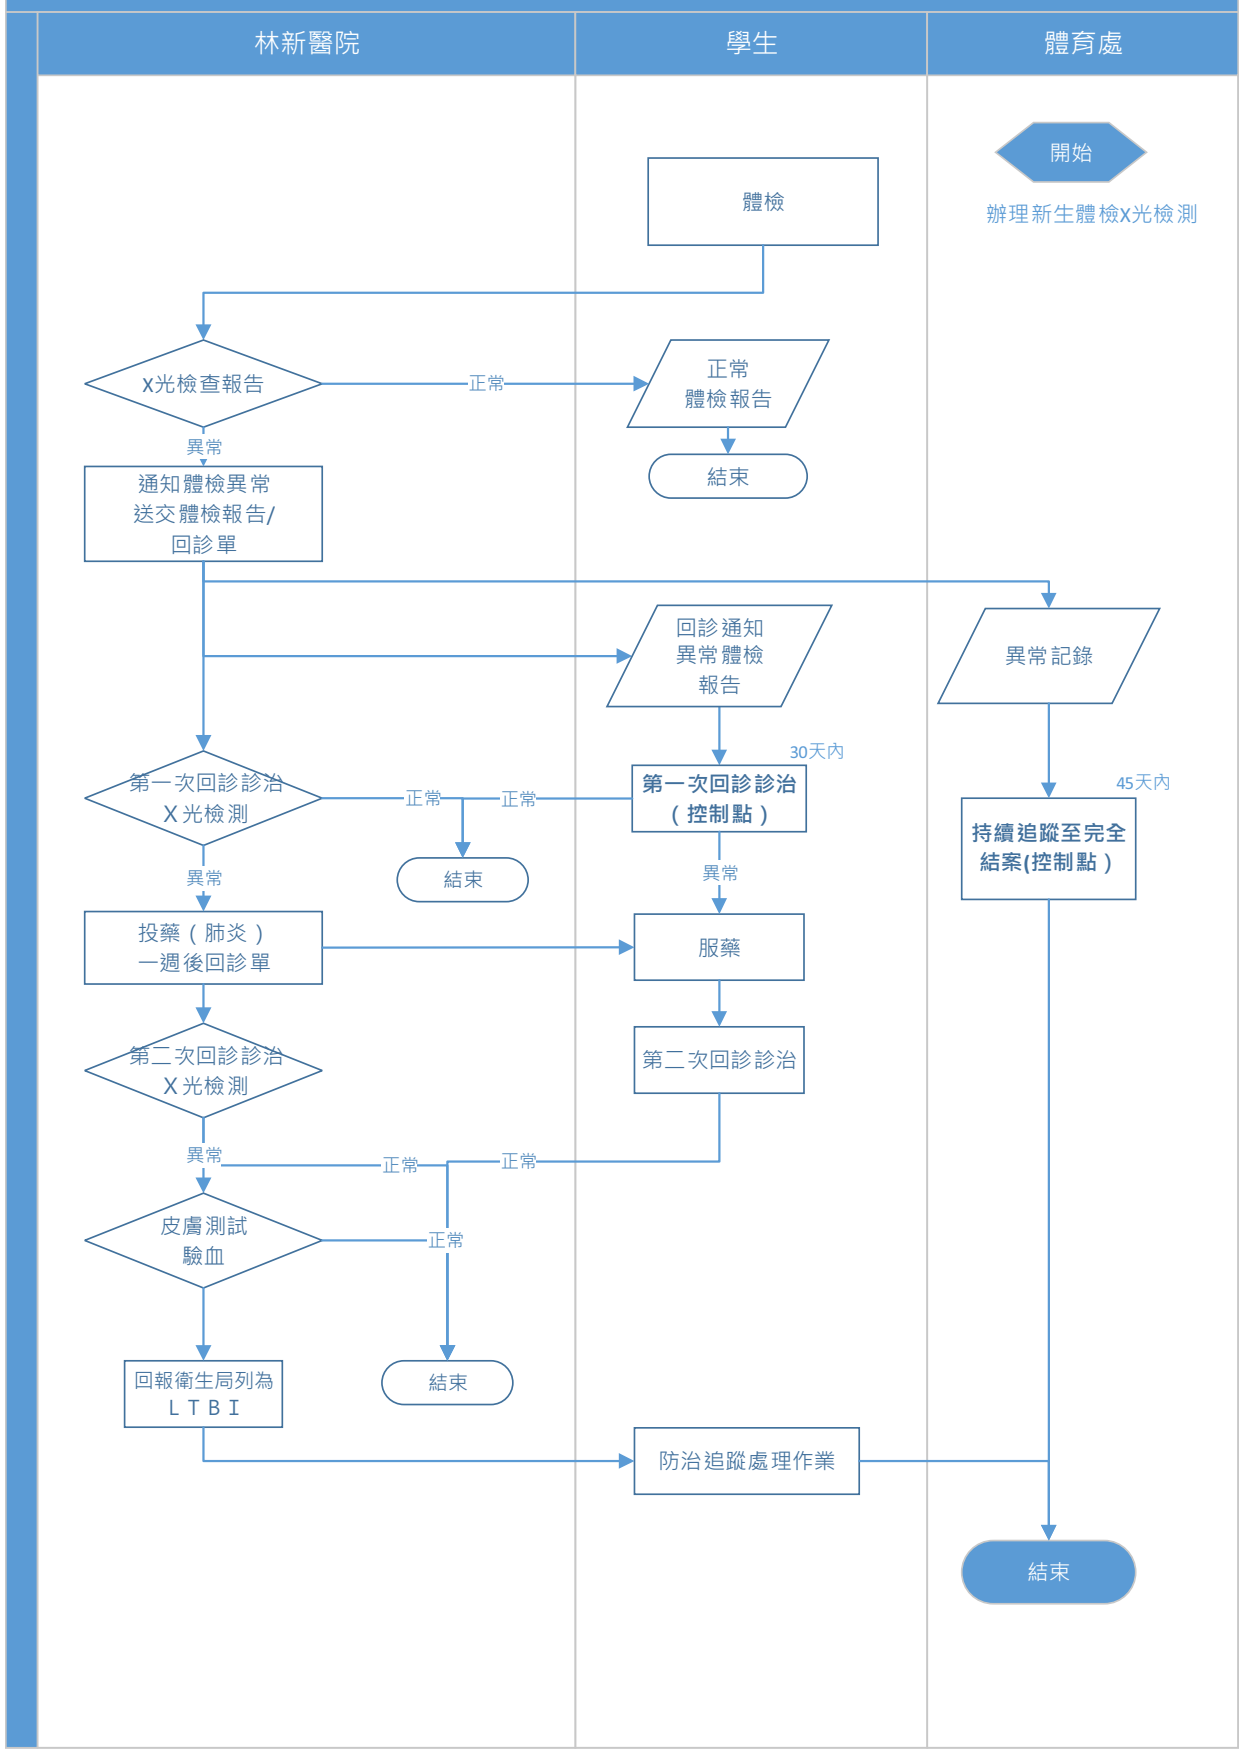 林新醫院
學生
體育處
開始
辦理新生體檢X光檢測
體檢
X光檢查報告
正常
正常
體檢報告
結束
異常
通知體檢異常
送交體檢報告/
回診單
回診通知
異常體檢
報告
異常記錄
30天內
45天內
第一次回診診治
X光檢測
正常
正常
第一次回診診治
(控制點)
持續追蹤至完全
結案(控制點)
結束
異常
異常
投藥(肺炎)
一週後回診單
服藥
第二次回診診治
X光檢測
第二次回診診治
異常
正常
正常
皮膚測試
驗血
正常
回報衛生局列為
LTBI
結束
防治追蹤處理作業
結束